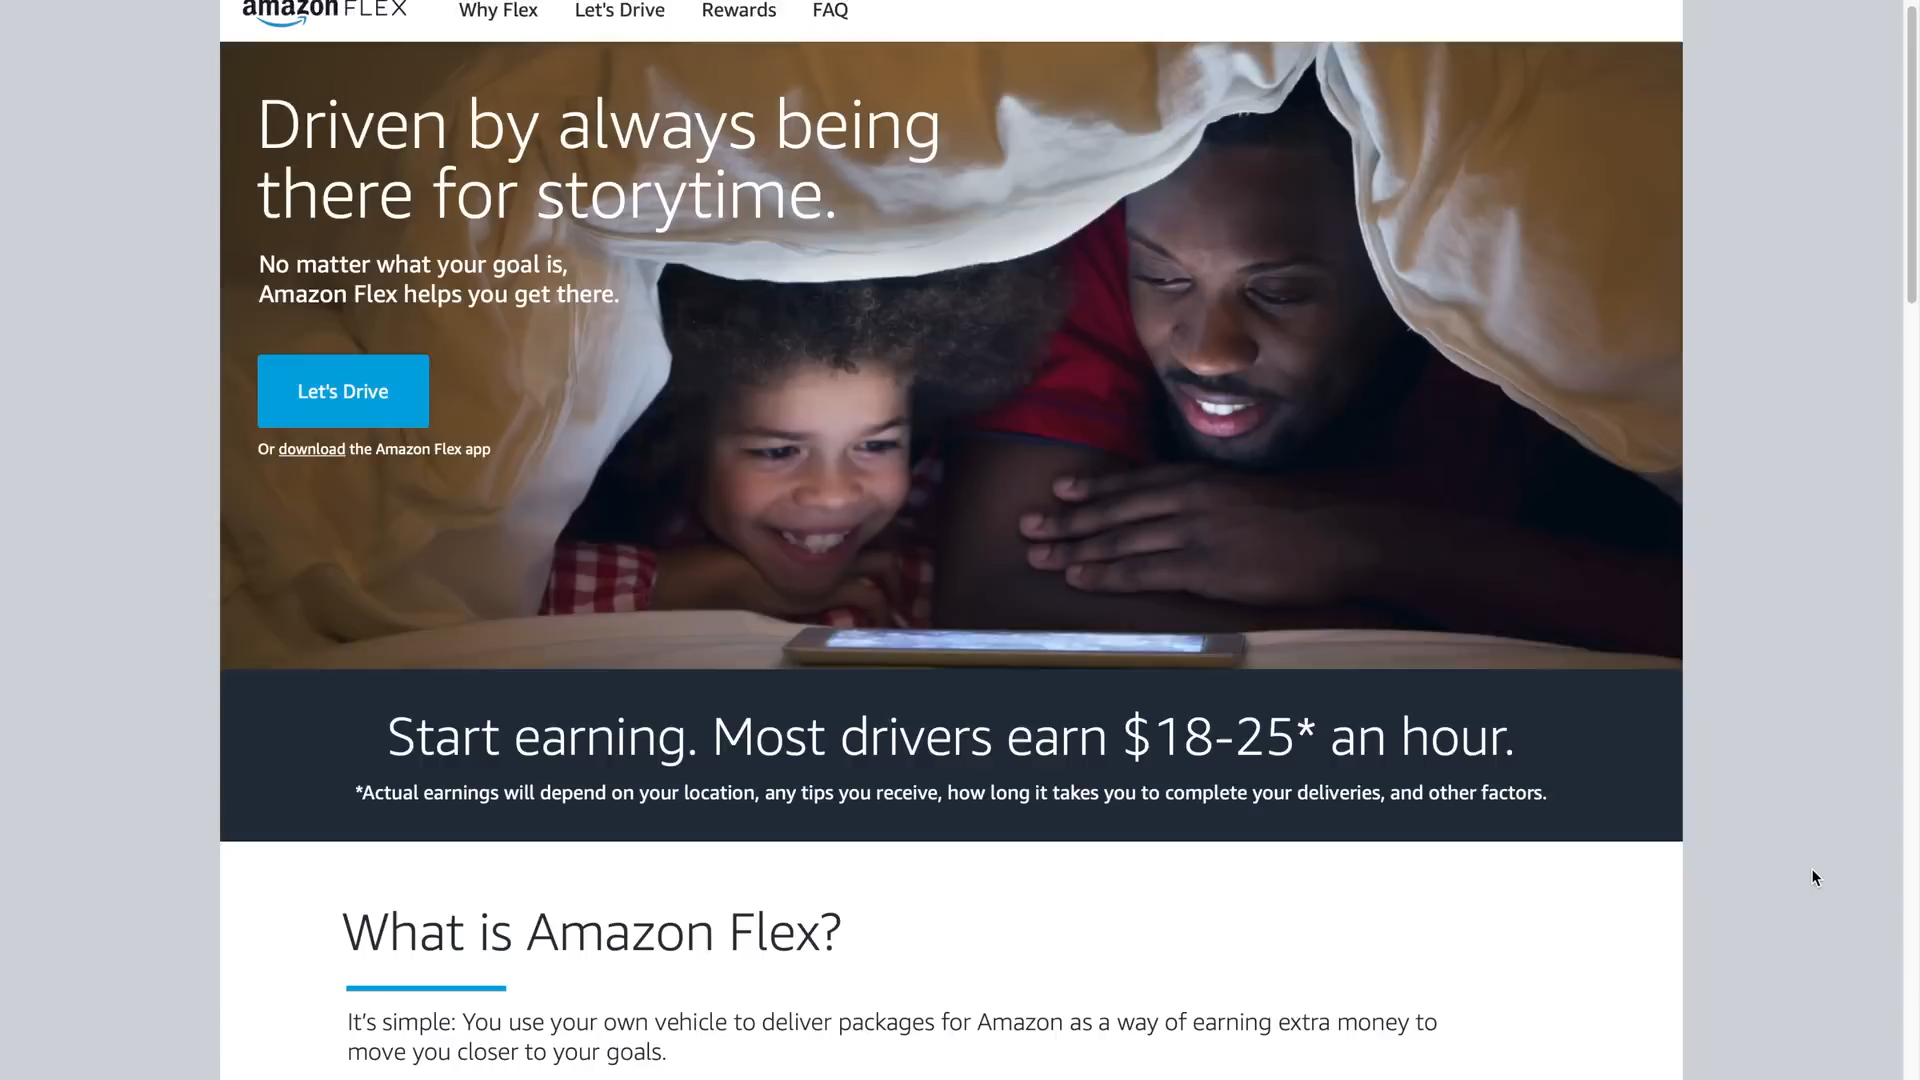 amazon FLEX Why Flex Let's Drive Rewards FAQ
Driven by always being
there for storytime.
No matter what your goal is,
Amazon Flex helps you get there.
Let's Drive
Or download the Amazon Flex app
Start earning. Most drivers earn $18-25* an hour.
*Actual earnings will depend on your location, any tips you receive, how long it takes you to complete your deliveries, and other factors.
What is Amazon Flex?
It’s simple: You use your own vehicle to deliver packages for Amazon as a way of earning extra money to
move you closer to your goals.